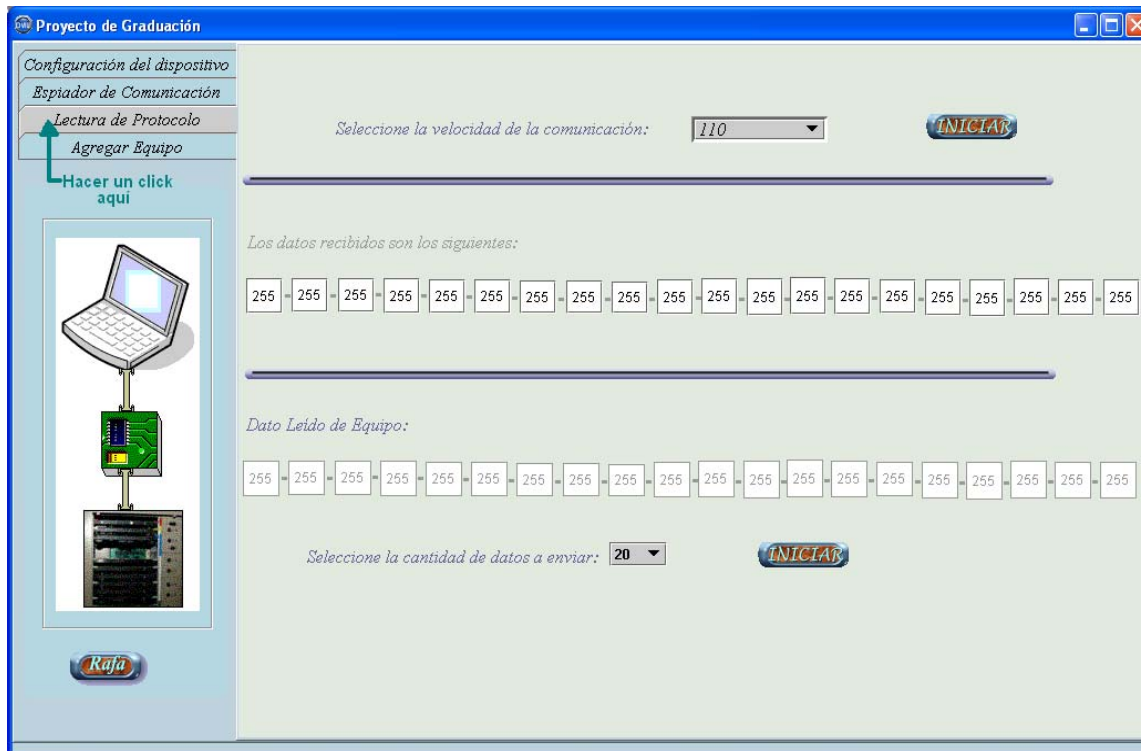 Proyecto de Graduación
Configuración del dispositivo
Espiador de Comunicación
Lectura de Protocolo
Agregar Equipo
Hacer un click
aquí
Rafa
Seleccione la velocidad de la comunicación: 110 INICIAR
Los datos recibidos son los siguientes:
255 - 255 - 255 - 255 - 255 - 255 - 255 - 255 - 255 - 255 - 255 - 255 - 255 - 255 - 255 - 255 - 255 - 255 - 255 - 255
Dato Leído de Equipo:
255 - 255 - 255 - 255 - 255 - 255 - 255 - 255 - 255 - 255 - 255 - 255 - 255 - 255 - 255 - 255 - 255 - 255 - 255 - 255
Seleccione la cantidad de datos a enviar: 20 INICIAR